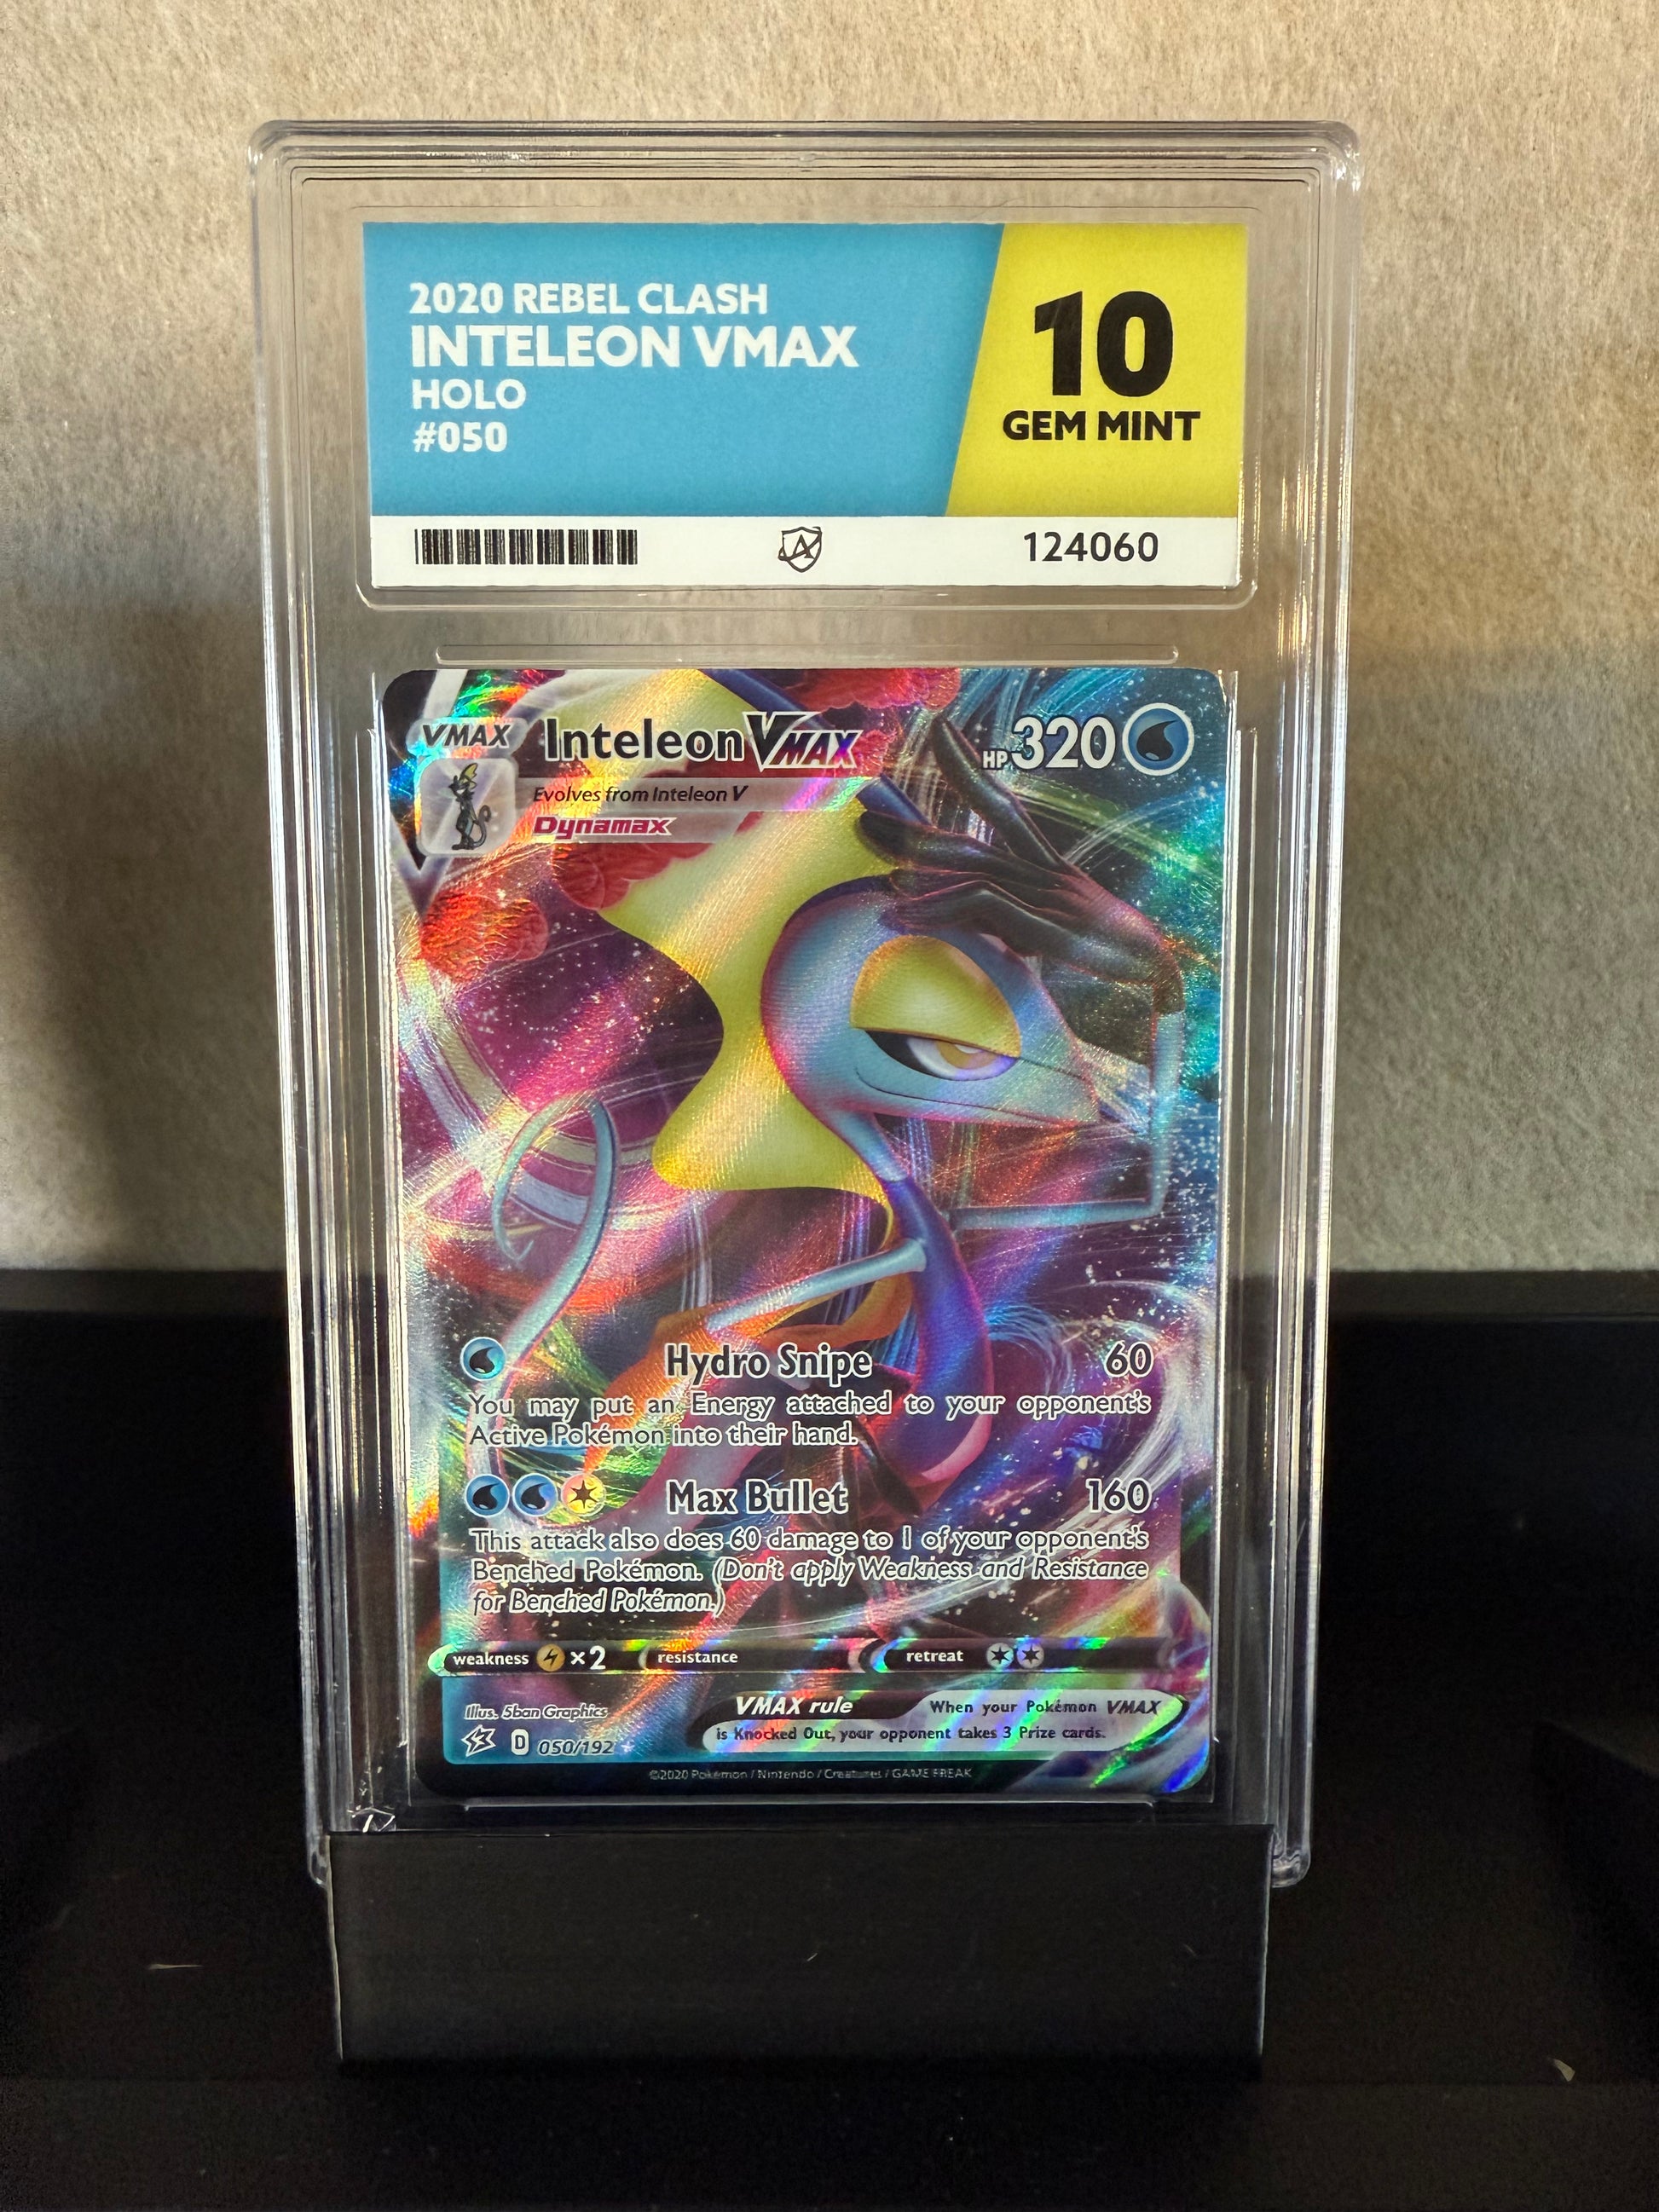 2020 REBEL CLASH
INTELEON VMAX
HOLO
#050
10
GEM MINT
124060
VMAX Inteleon VMAX HP 320
Evolves from Inteleon V
Dynamax
Hydro Snipe 60
You may put an Energy attached to your opponent's
Active Pokémon into their hand.
Max Bullet 160
This attack also does 60 damage to 1 of your opponent's
Benched Pokémon. (Don't apply Weakness and Resistance
for Benched Pokémon.)
weakness ×2 resistance retreat
Illus. 5ban Graphics
VMAX rule When your Pokémon VMAX
is Knocked Out, your opponent takes 3 Prize cards.
D 050/192
©2020 Pokémon / Nintendo / Creatures / GAME FREAK